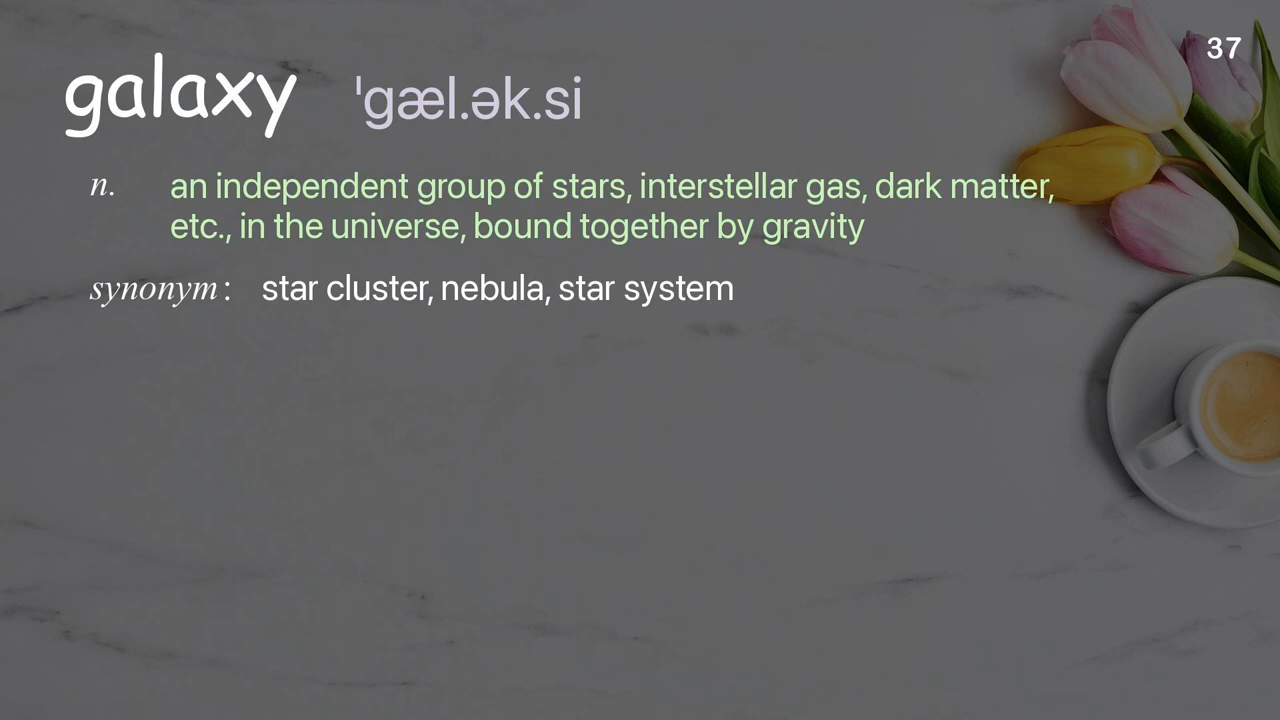 37
galaxy ˈgæl.ək.si
n. an independent group of stars, interstellar gas, dark matter,
etc., in the universe, bound together by gravity
synonym : star cluster, nebula, star system